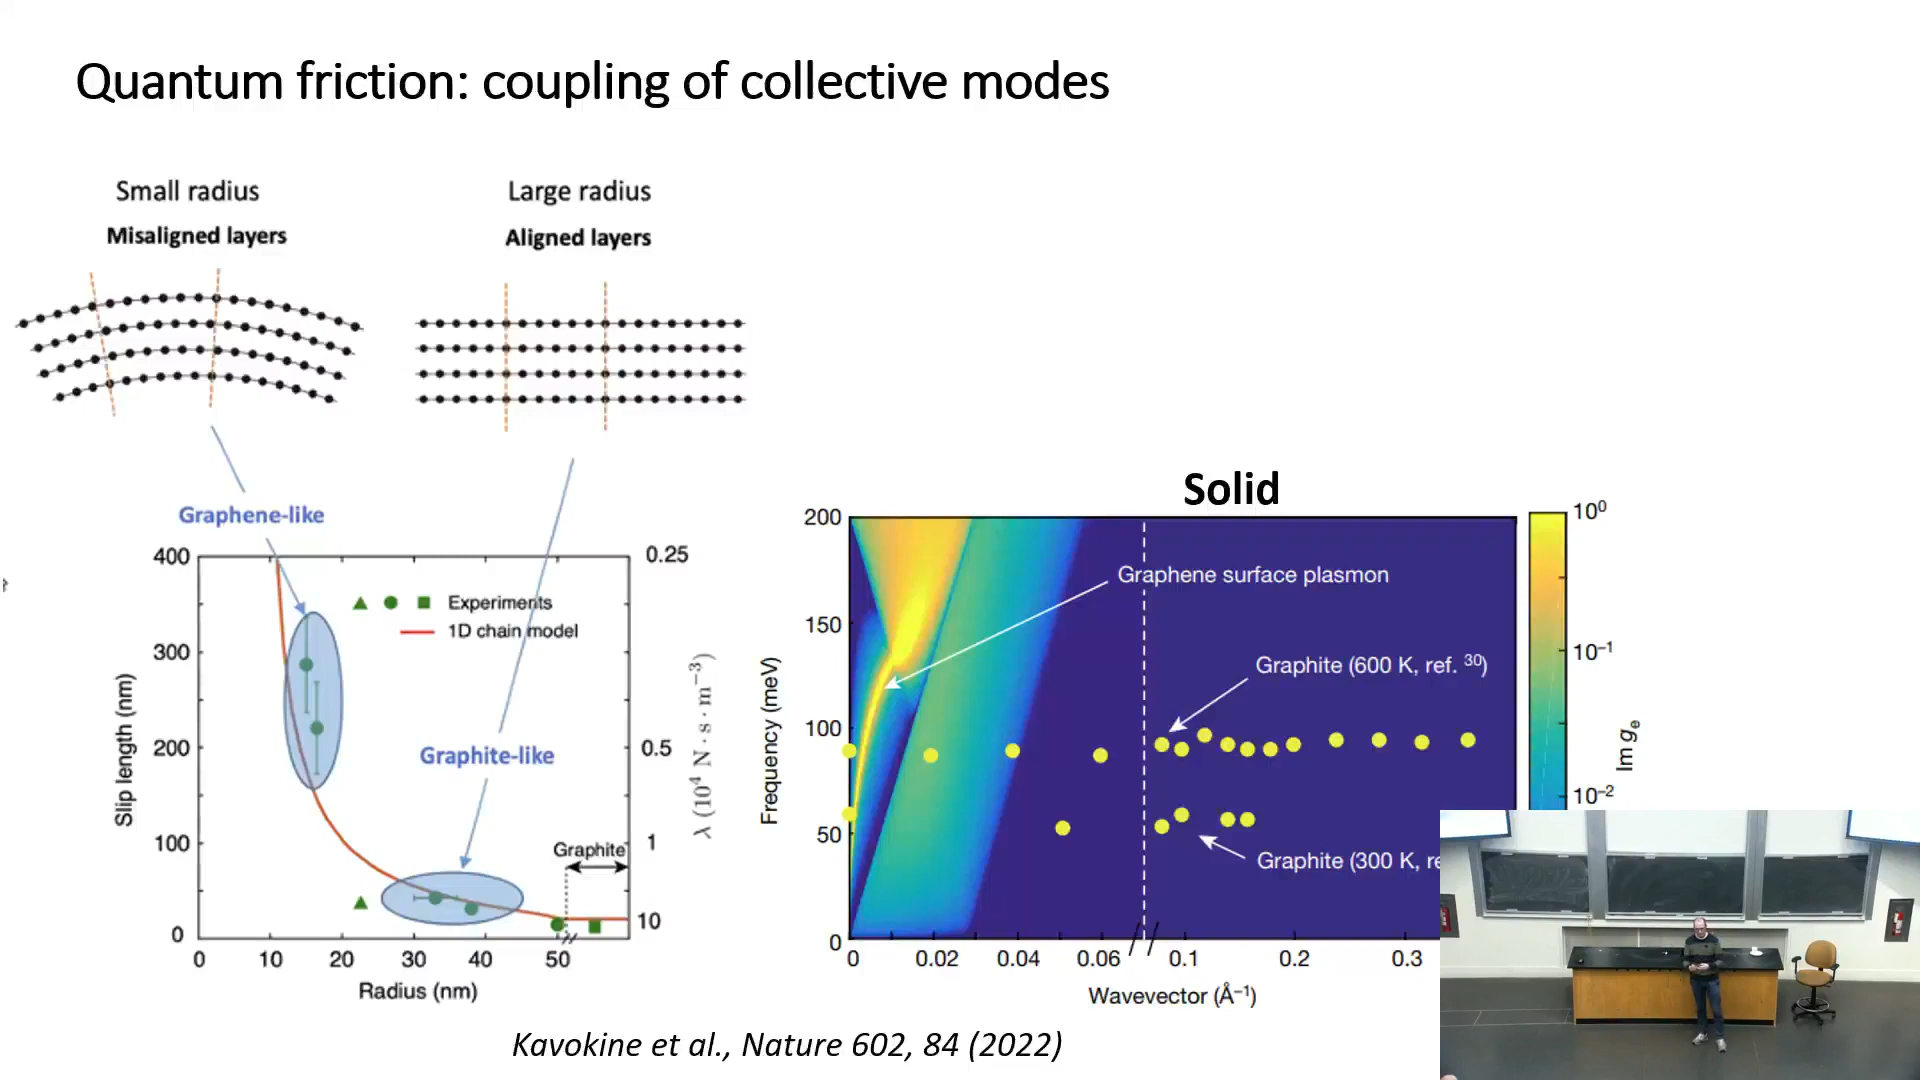 Quantum friction: coupling of collective modes
Small radius
Misaligned layers
Large radius
Aligned layers
Graphene-like
Graphite-like
400
300
200
100
0
Slip length (nm)
Experiments
1D chain model
Graphite
0.25
0.5
1
10
λ (10⁴ N · s · m⁻³)
0 10 20 30 40 50
Radius (nm)
Solid
200
150
100
50
0
Frequency (meV)
Graphene surface plasmon
Graphite (600 K, ref. ³⁰)
Graphite (300 K, re
0 0.02 0.04 0.06 0.1 0.2 0.3
Wavevector (Å⁻¹)
10⁰
10⁻¹
10⁻²
Im gₑ
Kavokine et al., Nature 602, 84 (2022)